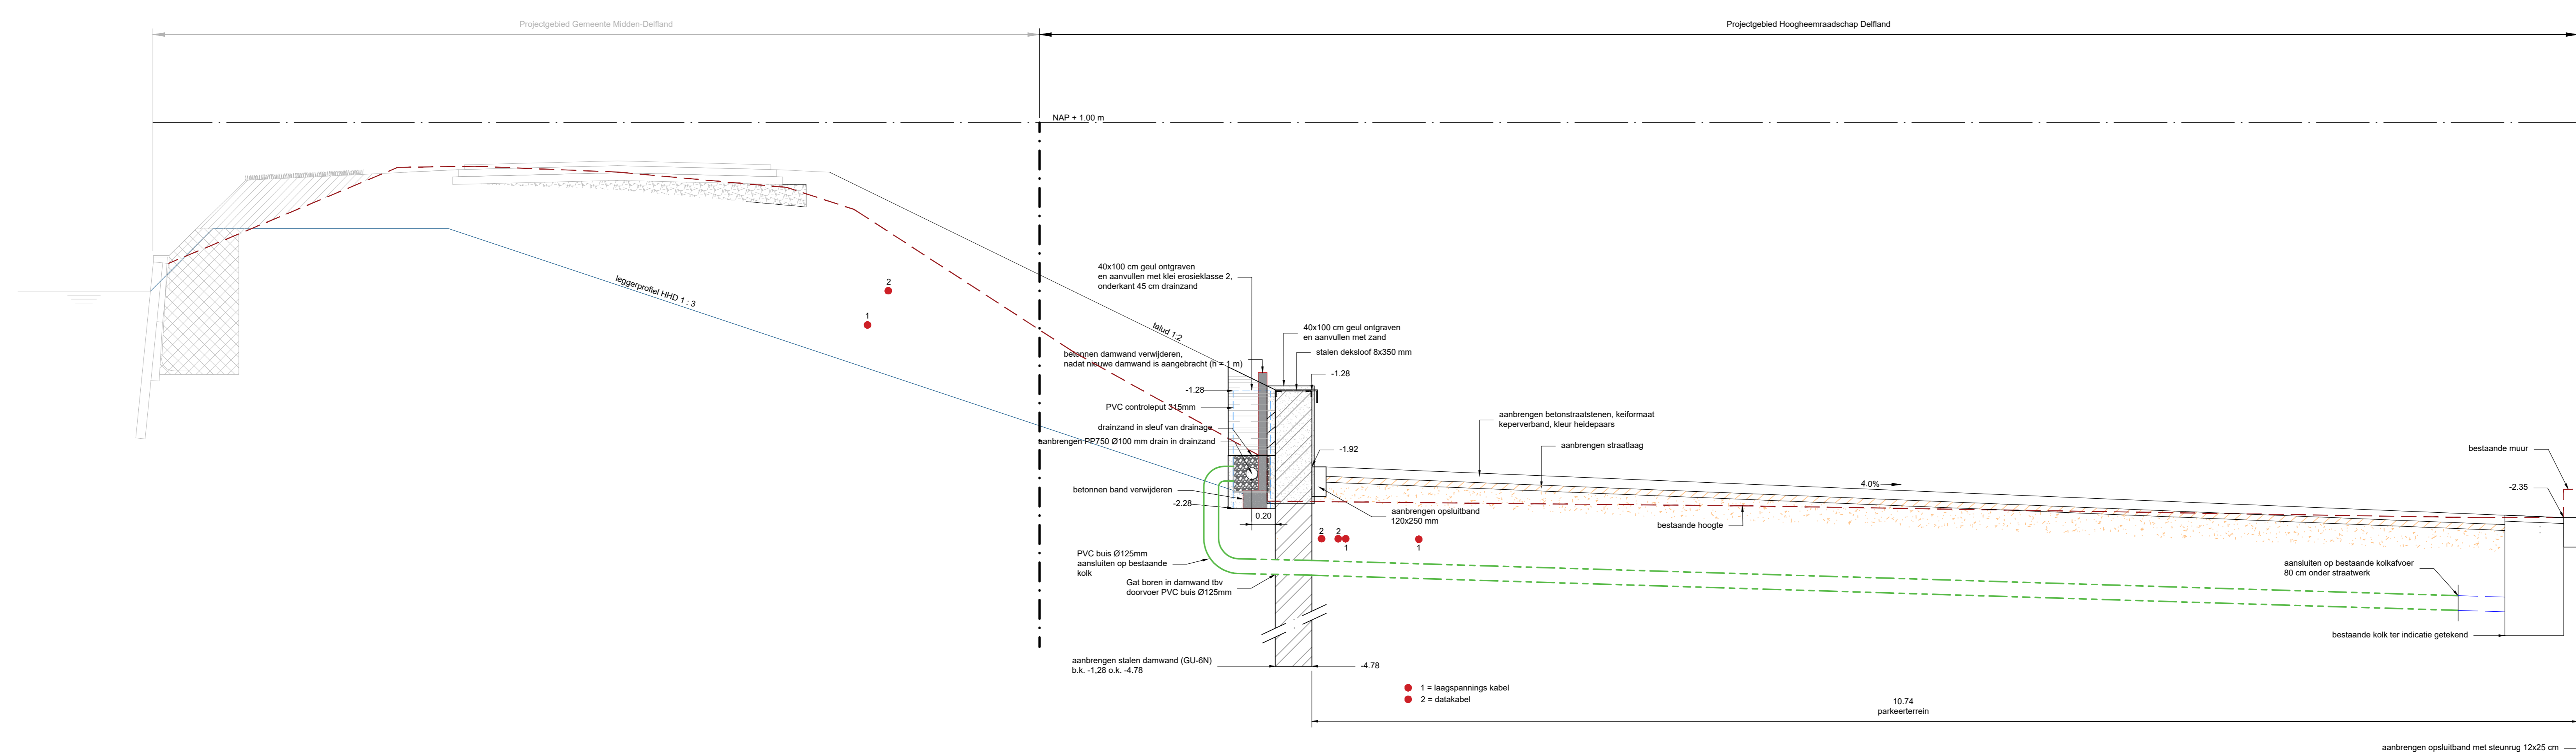 Projectgebied Gemeente Midden-Delfland
Projectgebied Hoogheemraadschap Delfland
NAP + 1.00 m
2
1
leggerprofiel HHD 1 : 3
talud 1:2
40x100 cm geul ontgraven
en aanvullen met klei erosieklasse 2,
onderkant 45 cm drainzand
40x100 cm geul ontgraven
en aanvullen met zand
stalen deksloof 8x350 mm
betonnen damwand verwijderen,
nadat nieuwe damwand is aangebracht (h = 1 m)
-1.28
-1.28
PVC controleput 315mm
drainzand in sleuf van drainage
aanbrengen PP750 Ø100 mm drain in drainzand
-1.92
aanbrengen betonstraatstenen, keiformaat
keperverband, kleur heidepaars
aanbrengen straatlaag
bestaande muur
4.0%
-2.35
betonnen band verwijderen
-2.28
0.20
aanbrengen opsluitband
120x250 mm
bestaande hoogte
2
2
1
1
PVC buis Ø125mm
aansluiten op bestaande
kolk
Gat boren in damwand tbv
doorvoer PVC buis Ø125mm
aansluiten op bestaande kolkafvoer
80 cm onder straatwerk
bestaande kolk ter indicatie getekend
aanbrengen stalen damwand (GU-6N)
b.k. -1,28 o.k. -4.78
-4.78
1 = laagspannings kabel
2 = datakabel
10.74
parkeerterrein
aanbrengen opsluitband met steunrug 12x25 cm